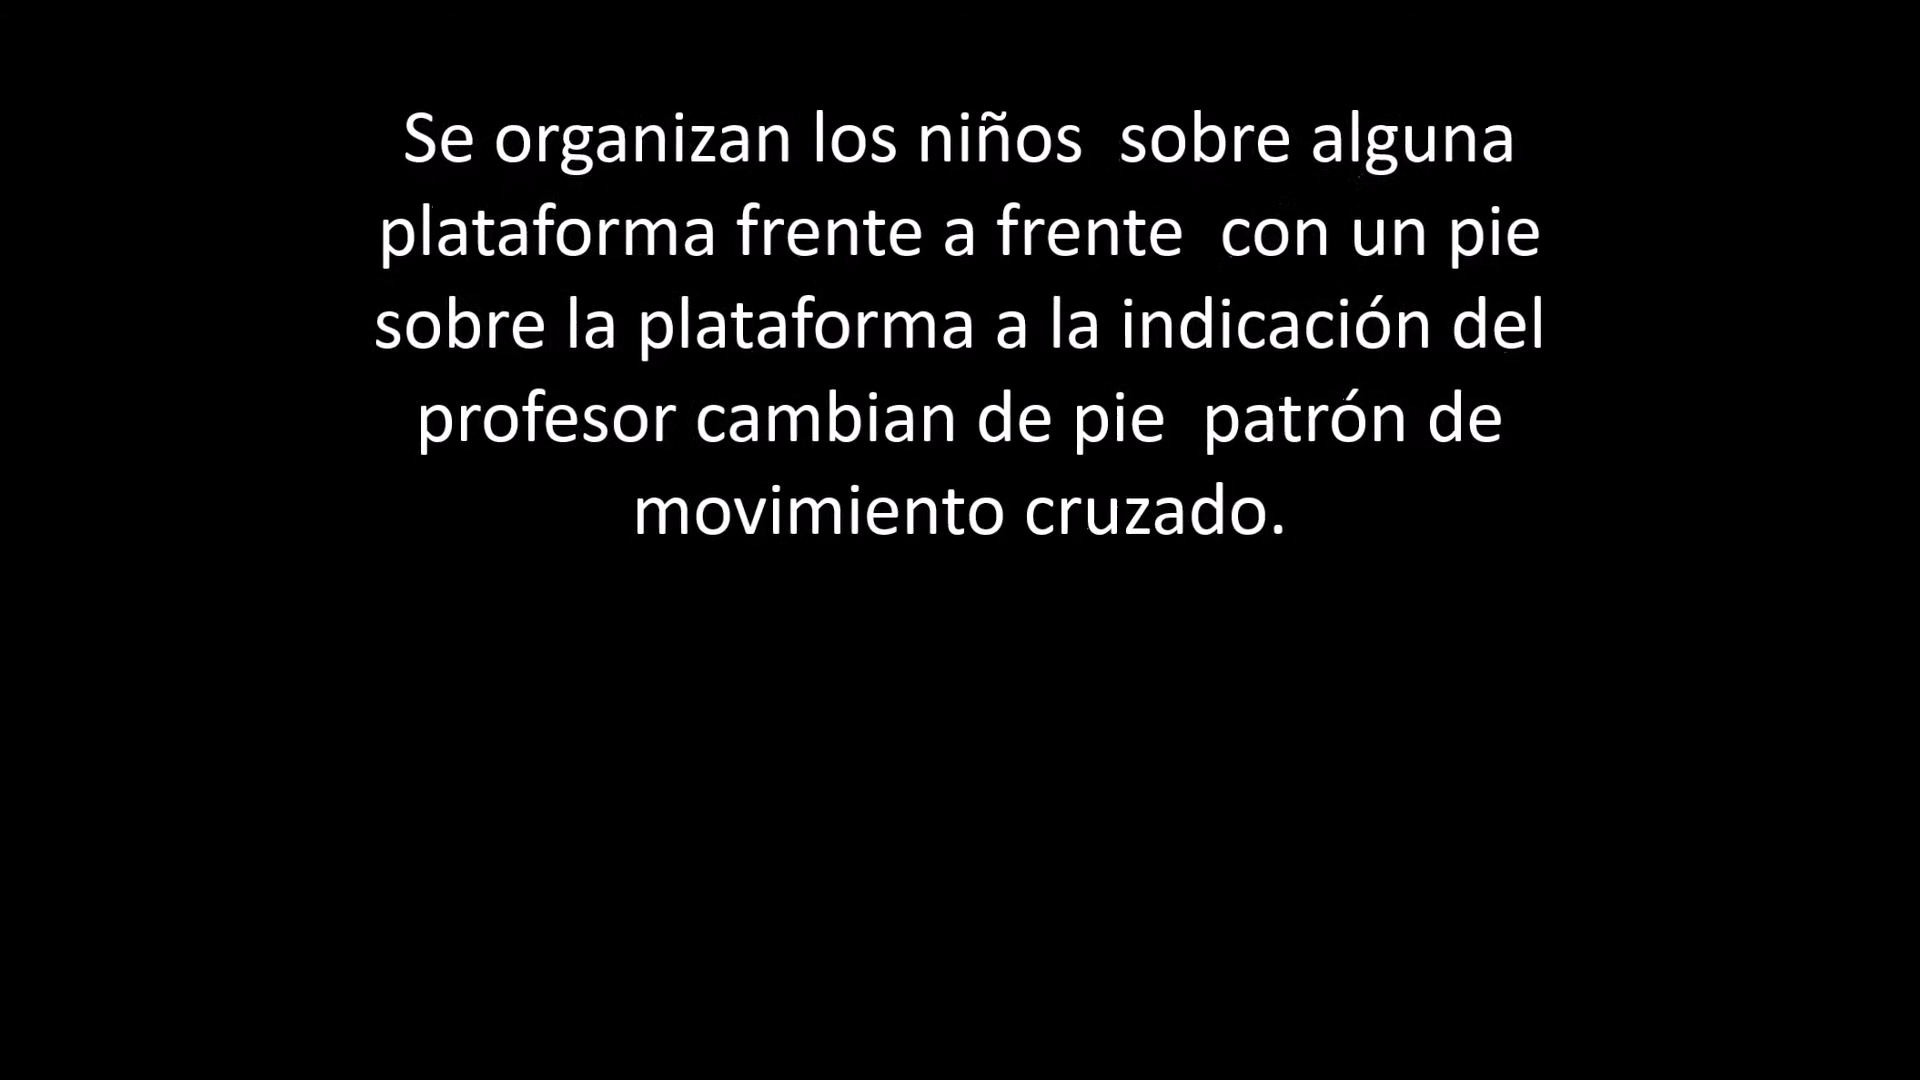 Se organizan los niños  sobre alguna
plataforma frente a frente  con un pie
sobre la plataforma a la indicación del
profesor cambian de pie  patrón de
movimiento cruzado.